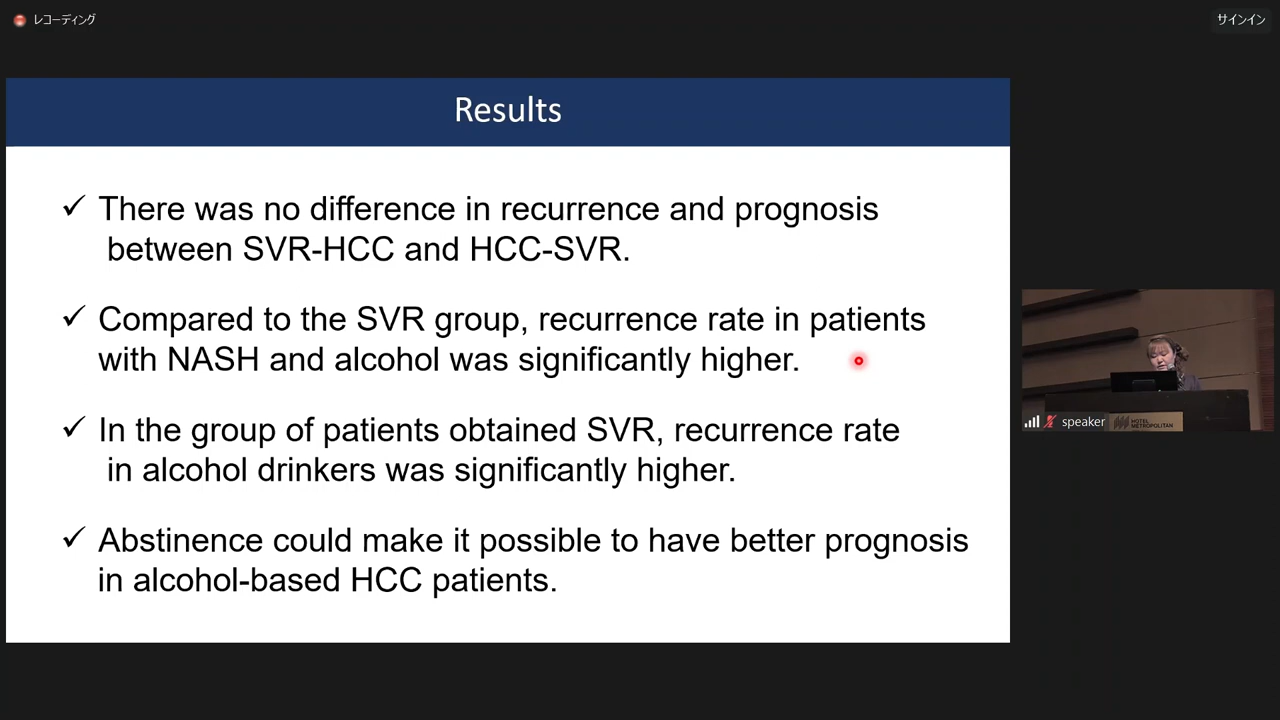 レコーディング
サインイン
Results
✓ There was no difference in recurrence and prognosis
between SVR-HCC and HCC-SVR.
✓ Compared to the SVR group, recurrence rate in patients
with NASH and alcohol was significantly higher.
✓ In the group of patients obtained SVR, recurrence rate
in alcohol drinkers was significantly higher.
✓ Abstinence could make it possible to have better prognosis
in alcohol-based HCC patients.
speaker
HOTEL
METROPOLITAN